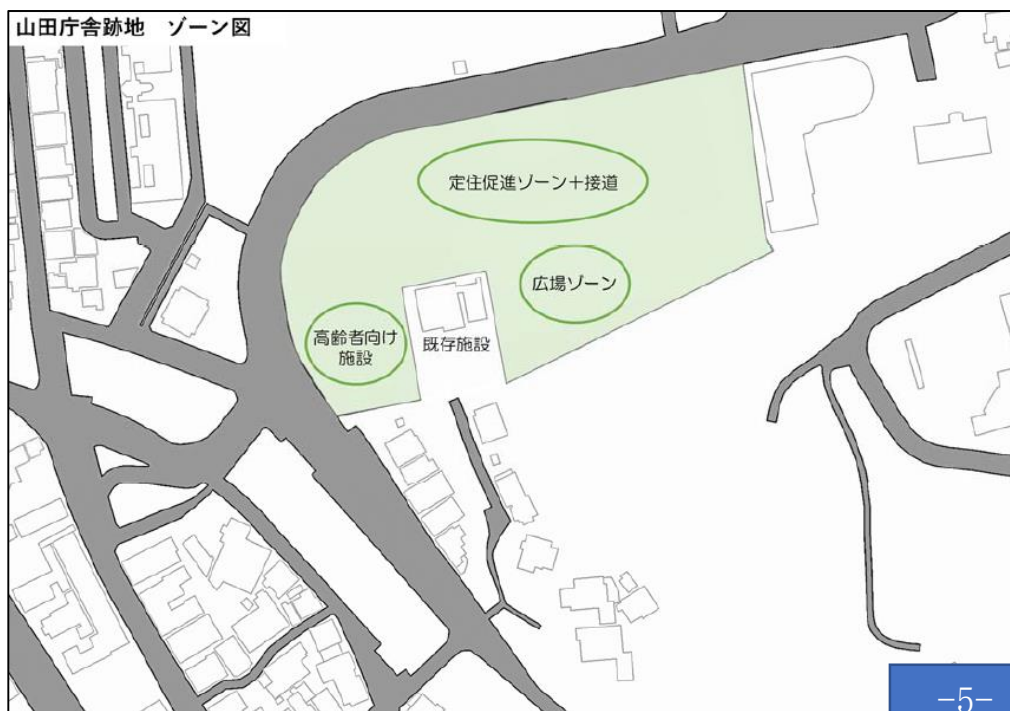 山田庁舎跡地　ゾーン図
定住促進ゾーン＋接道
広場ゾーン
高齢者向け
施設
既存施設
-5-